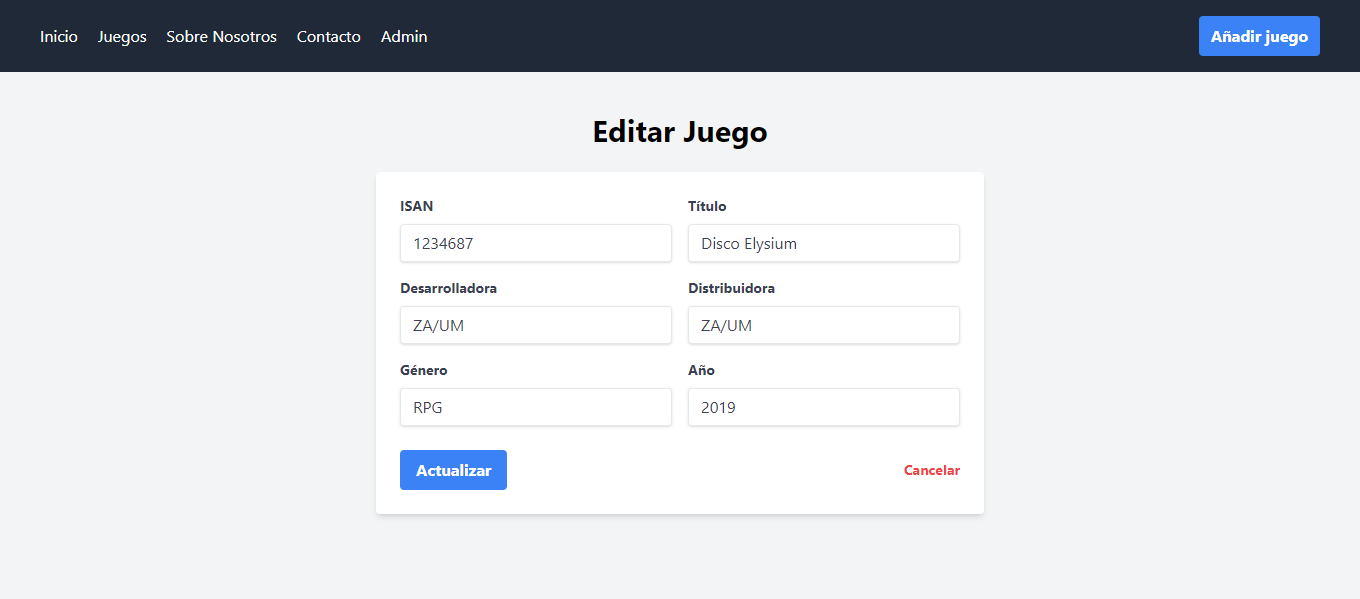 Inicio Juegos Sobre Nosotros Contacto Admin Añadir juego
Editar Juego
ISAN Título
1234687 Disco Elysium
Desarrolladora Distribuidora
ZA/UM ZA/UM
Género Año
RPG 2019
Actualizar Cancelar